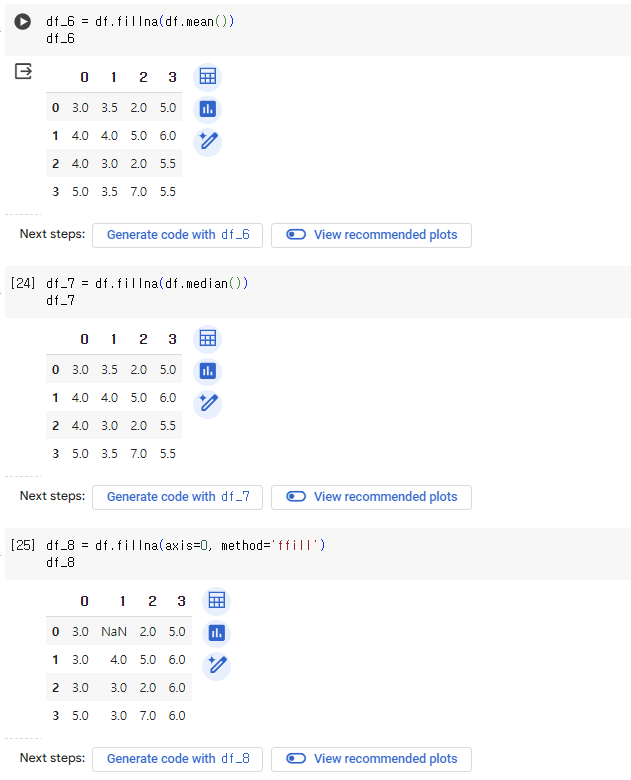 df_6 = df.fillna(df.mean())
df_6
0 1 2 3
0 3.0 3.5 2.0 5.0
1 4.0 4.0 5.0 6.0
2 4.0 3.0 2.0 5.5
3 5.0 3.5 7.0 5.5
Next steps: Generate code with df_6 View recommended plots
[24] df_7 = df.fillna(df.median())
df_7
0 1 2 3
0 3.0 3.5 2.0 5.0
1 4.0 4.0 5.0 6.0
2 4.0 3.0 2.0 5.5
3 5.0 3.5 7.0 5.5
Next steps: Generate code with df_7 View recommended plots
[25] df_8 = df.fillna(axis=0, method='ffill')
df_8
0 1 2 3
0 3.0 NaN 2.0 5.0
1 3.0 4.0 5.0 6.0
2 3.0 3.0 2.0 6.0
3 5.0 3.0 7.0 6.0
Next steps: Generate code with df_8 View recommended plots